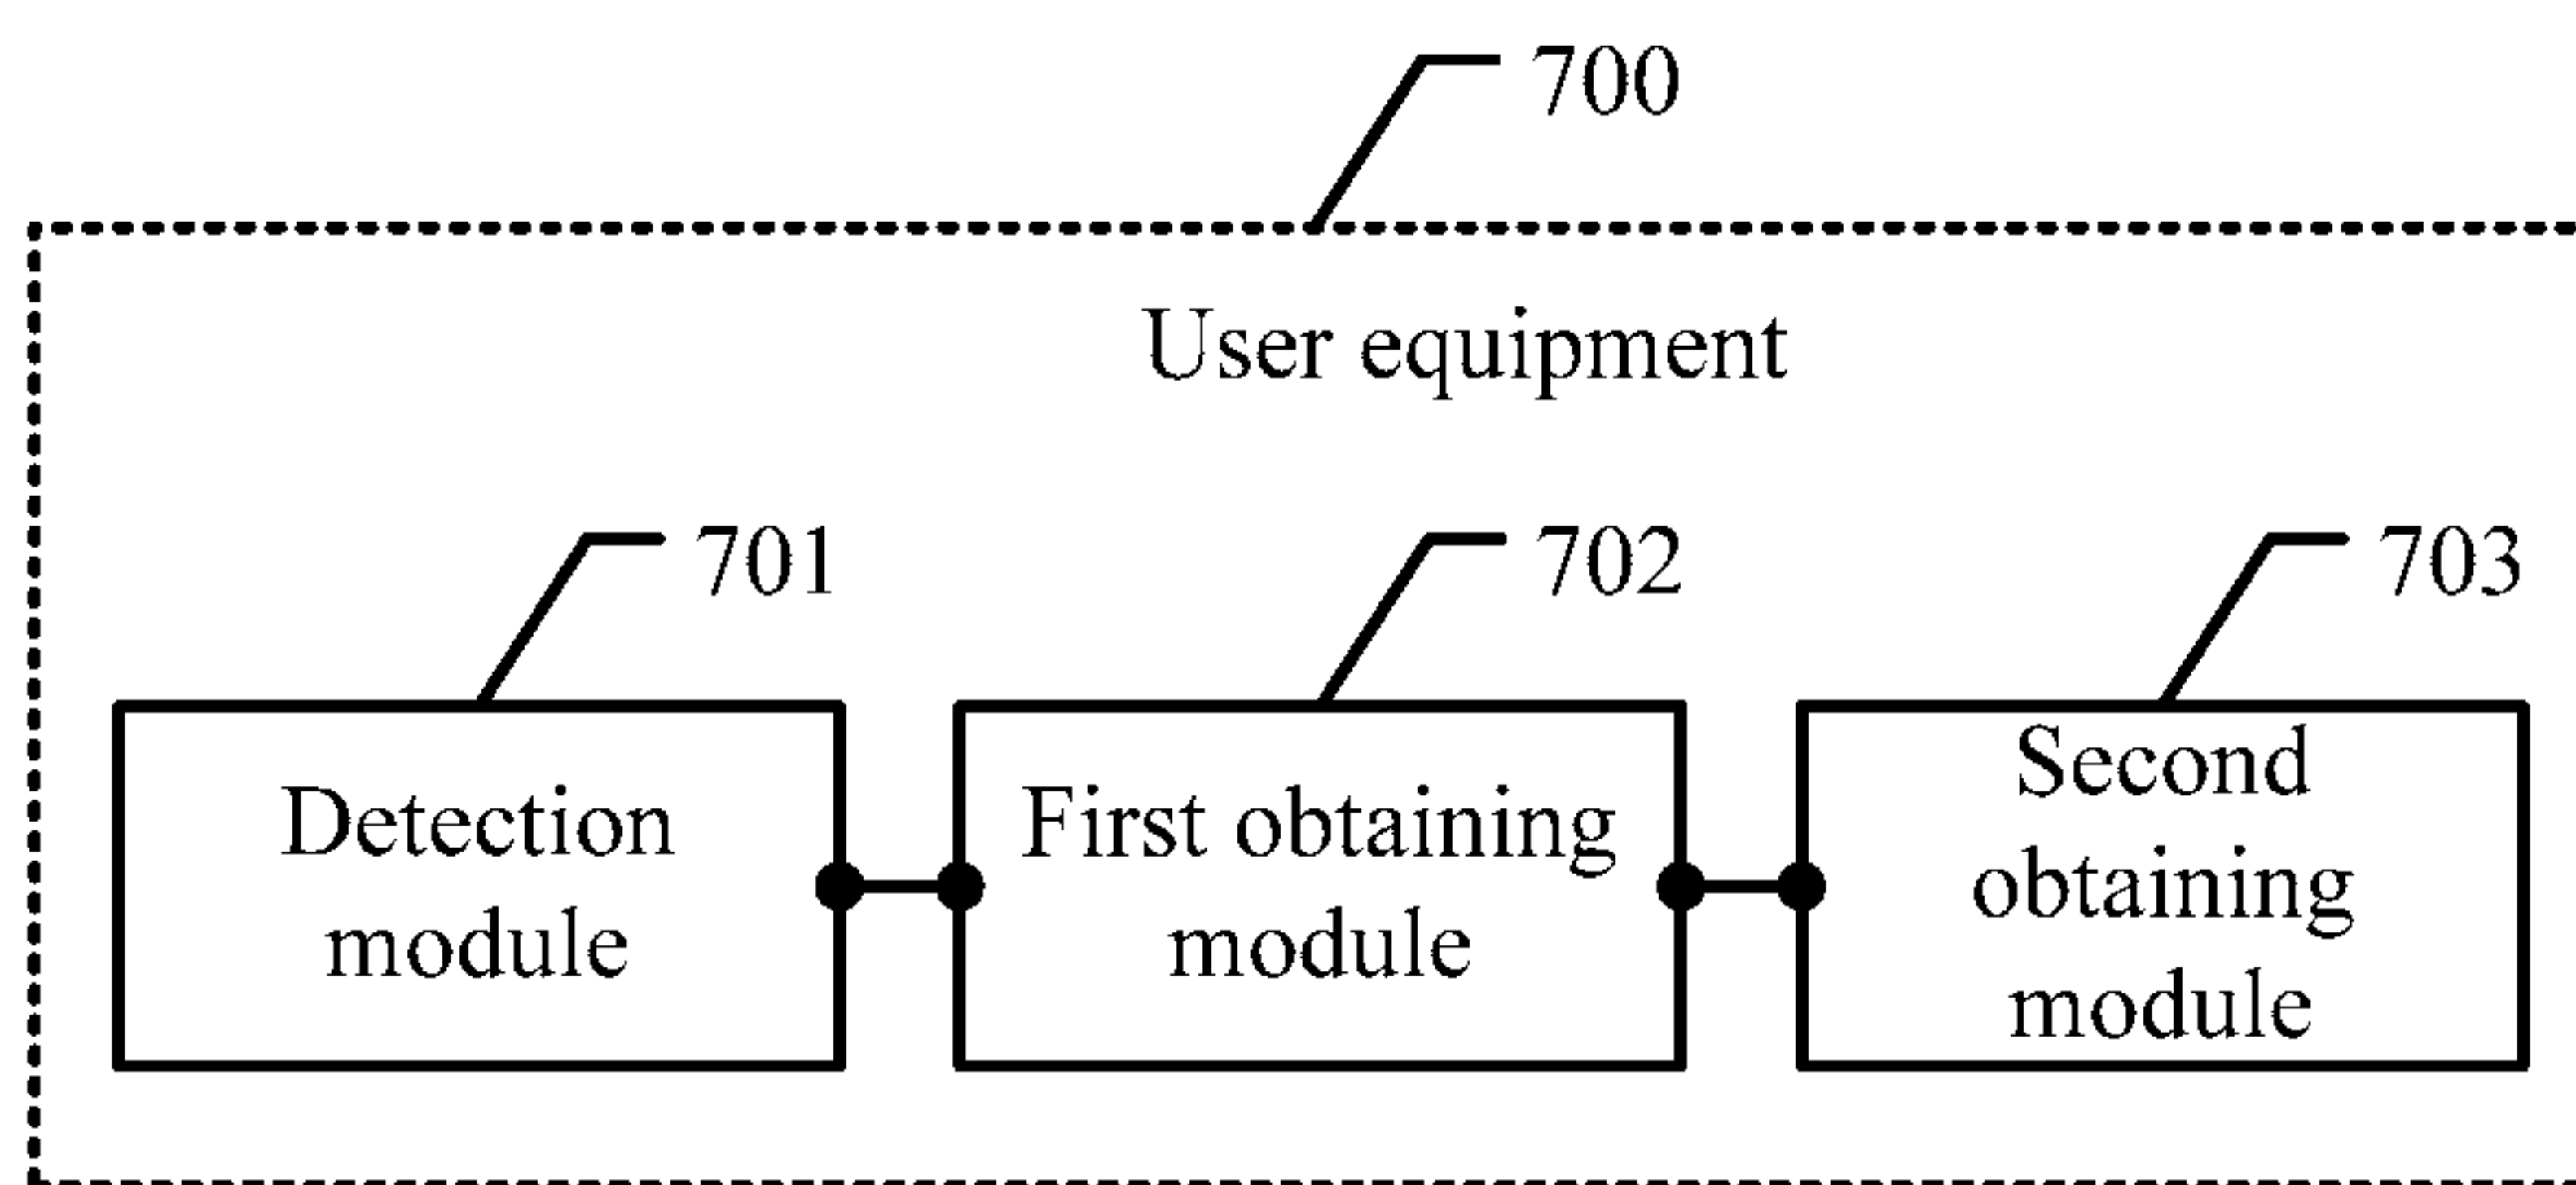 700
User equipment
701
702
703
Detection
module
First obtaining
module
Second
obtaining
module